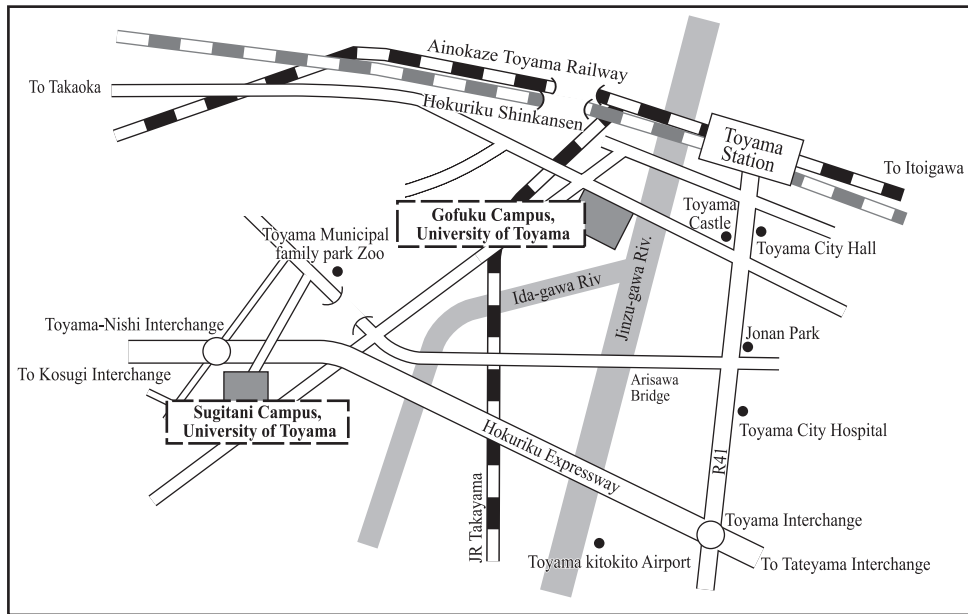 Ainokaze Toyama Railway
To Takaoka
Hokuriku Shinkansen
Toyama
Station
To Itoigawa
Gofuku Campus,
University of Toyama
Toyama
Castle
Toyama City Hall
Toyama Municipal
family park Zoo
Ida-gawa Riv
Jinzu-gawa Riv.
Toyama-Nishi Interchange
Jonan Park
To Kosugi Interchange
Arisawa
Bridge
Sugitani Campus,
University of Toyama
Toyama City Hospital
Hokuriku Expressway
R41
JR Takayama
Toyama Interchange
Toyama kitokito Airport
To Tateyama Interchange